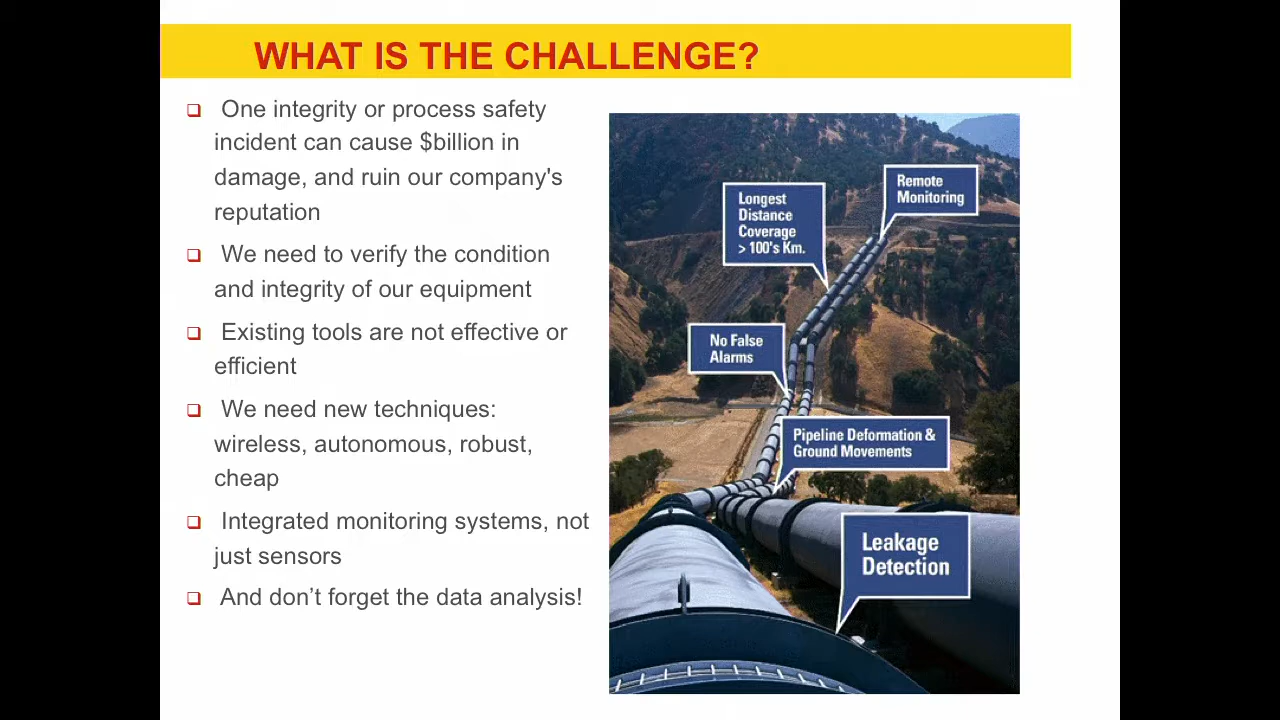 WHAT IS THE CHALLENGE?
One integrity or process safety
incident can cause $billion in
damage, and ruin our company's
reputation
We need to verify the condition
and integrity of our equipment
Existing tools are not effective or
efficient
We need new techniques:
wireless, autonomous, robust,
cheap
Integrated monitoring systems, not
just sensors
And don’t forget the data analysis!
Remote
Monitoring
Longest
Distance
Coverage
> 100's Km.
No False
Alarms
Pipeline Deformation &
Ground Movements
Leakage
Detection